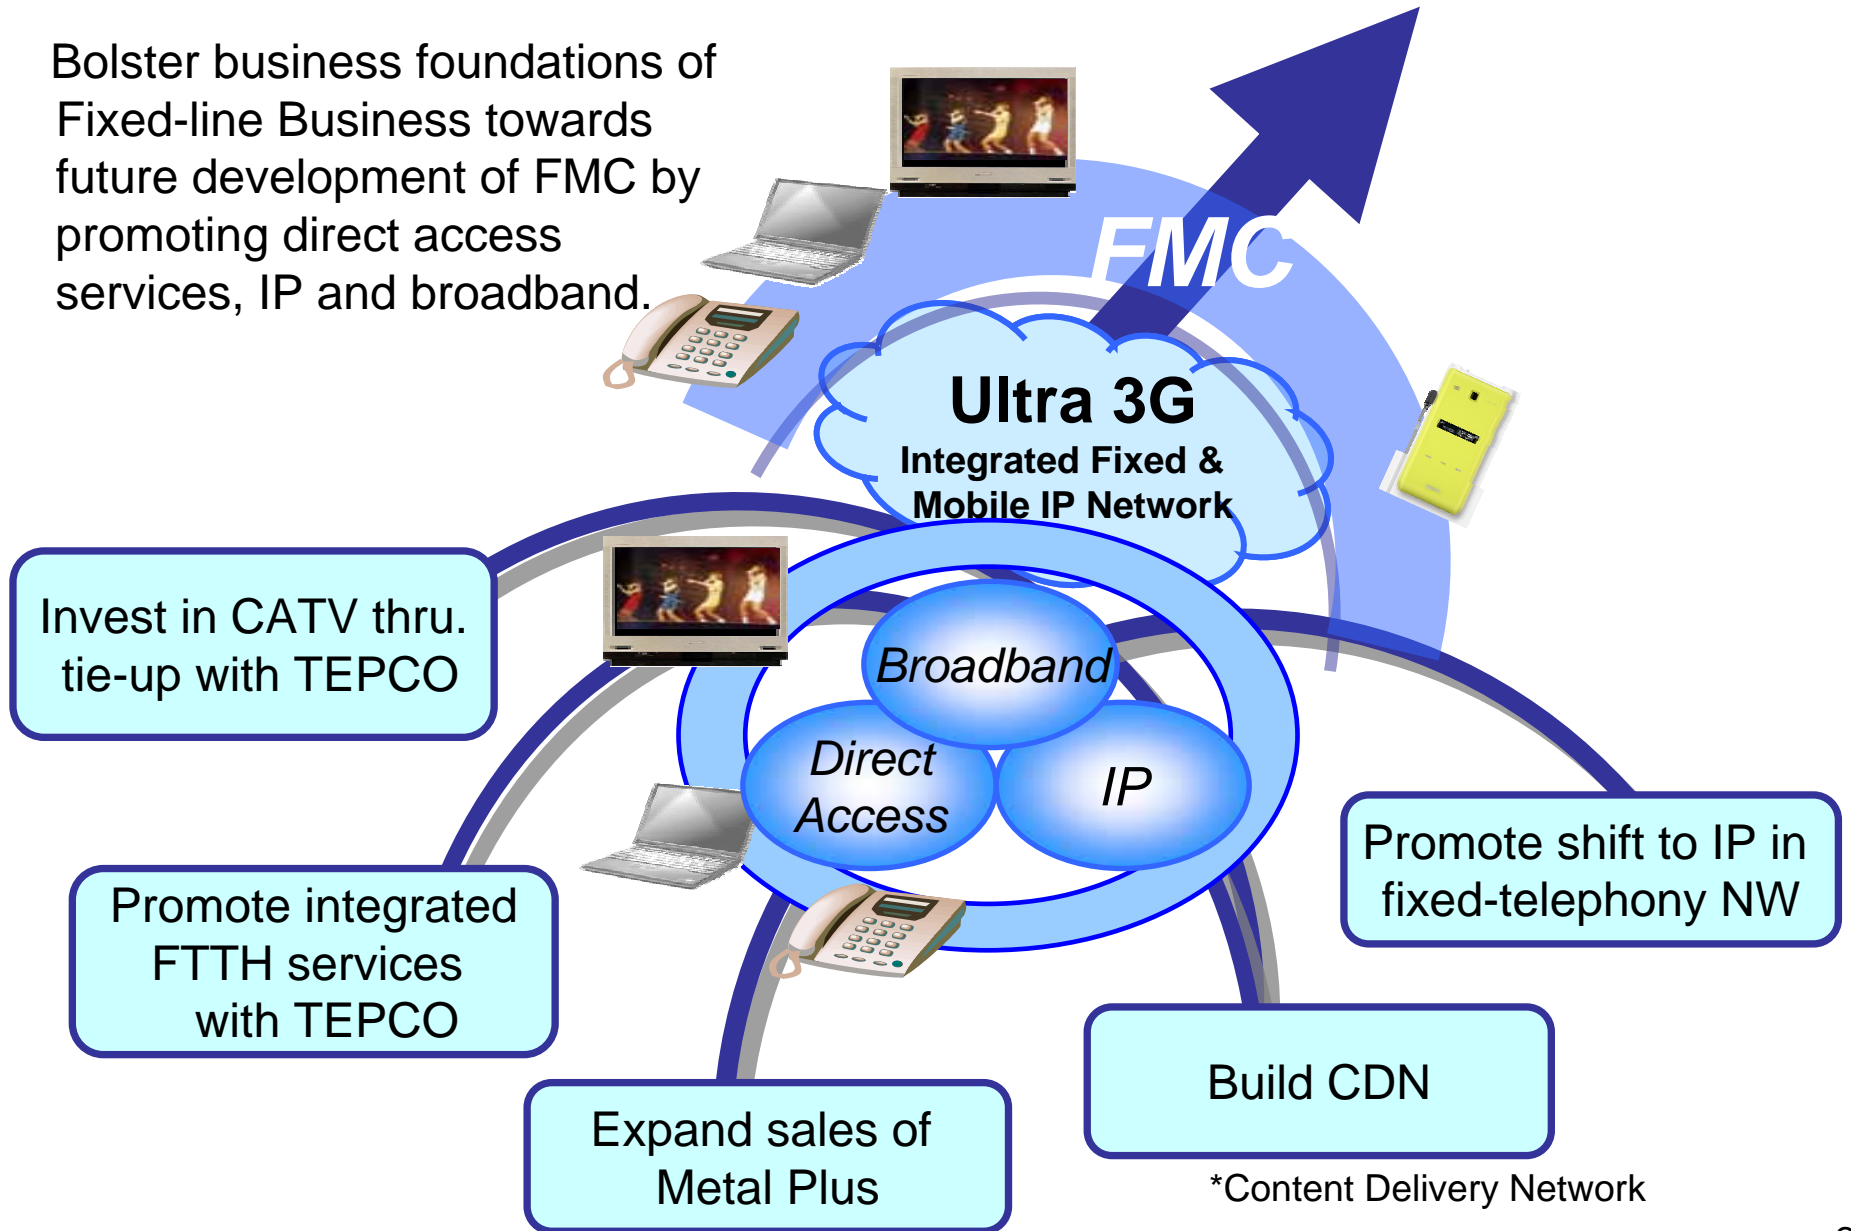 Bolster business foundations of
Fixed-line Business towards
future development of FMC by
promoting direct access
services, IP and broadband.
FMC
Ultra 3G
Integrated Fixed &
Mobile IP Network
Invest in CATV thru.
tie-up with TEPCO
Broadband
Direct
Access
IP
Promote shift to IP in
fixed-telephony NW
Promote integrated
FTTH services
with TEPCO
Build CDN
Expand sales of
Metal Plus
*Content Delivery Network